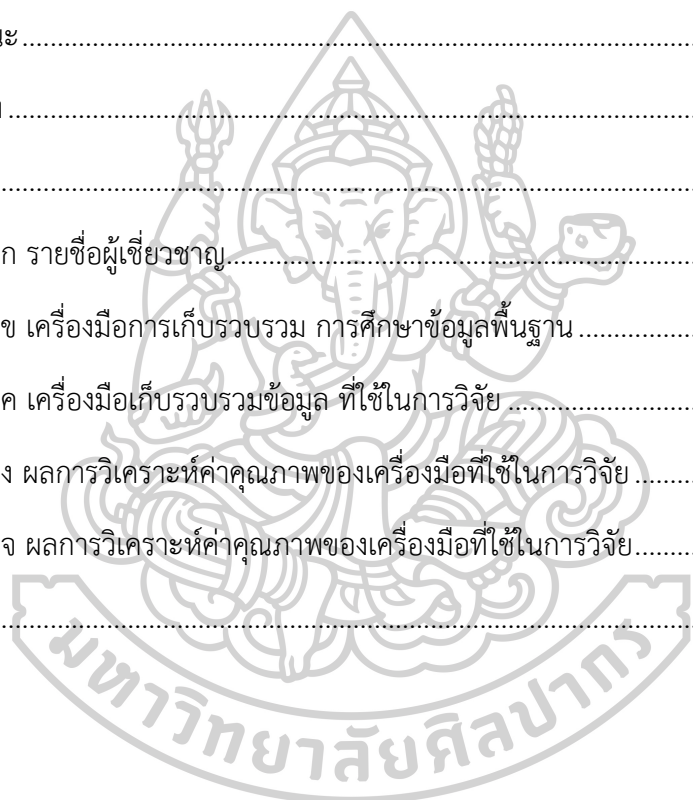 นะ
ก รายชื่อผู้เชี่ยวชาญ
ข เครื่องมือการเก็บรวบรวม การศึกษาข้อมูลพื้นฐาน
ค เครื่องมือเก็บรวบรวมข้อมูล ที่ใช้ในการวิจัย
ง ผลการวิเคราะห์ค่าคุณภาพของเครื่องมือที่ใช้ในการวิจัย
จ ผลการวิเคราะห์ค่าคุณภาพของเครื่องมือที่ใช้ในการวิจัย
มหาวิทยาลัยศิลปากร